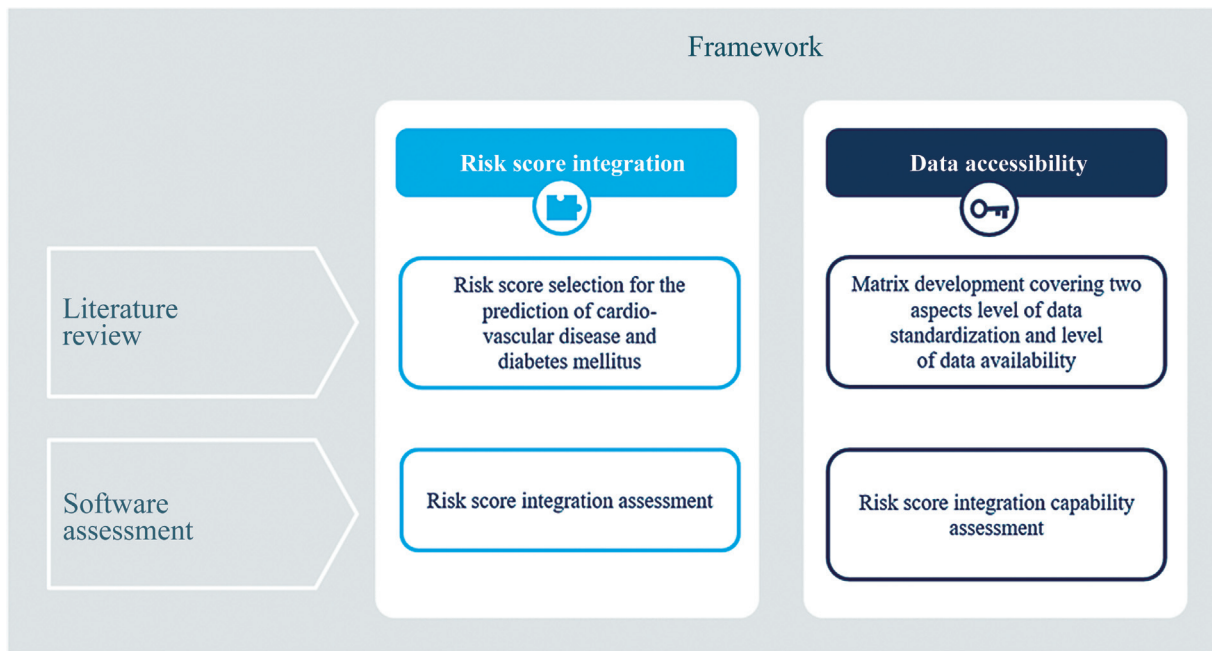 Framework
Risk score integration
Data accessibility
Literature
review
Risk score selection for the
prediction of cardio-
vascular disease and
diabetes mellitus
Matrix development covering two
aspects level of data
standardization and level
of data availability
Software
assessment
Risk score integration assessment
Risk score integration capability
assessment